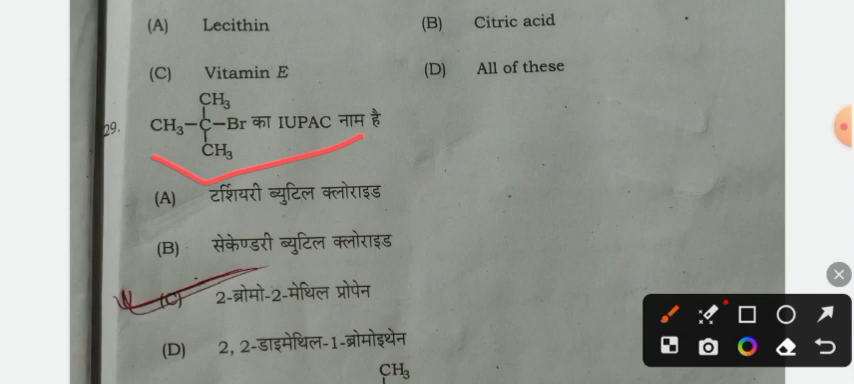 (A) Lecithin (B) Citric acid
(C) Vitamin E (D) All of these
CH₃
29. CH₃-C-Br का IUPAC नाम है
CH₃
(A) टर्शियरी ब्युटिल क्लोराइड
(B) सेकेण्डरी ब्युटिल क्लोराइड
(C) 2-ब्रोमो-2-मेथिल प्रोपेन
(D) 2, 2-डाइमेथिल-1-ब्रोमोइथेन
CH₃